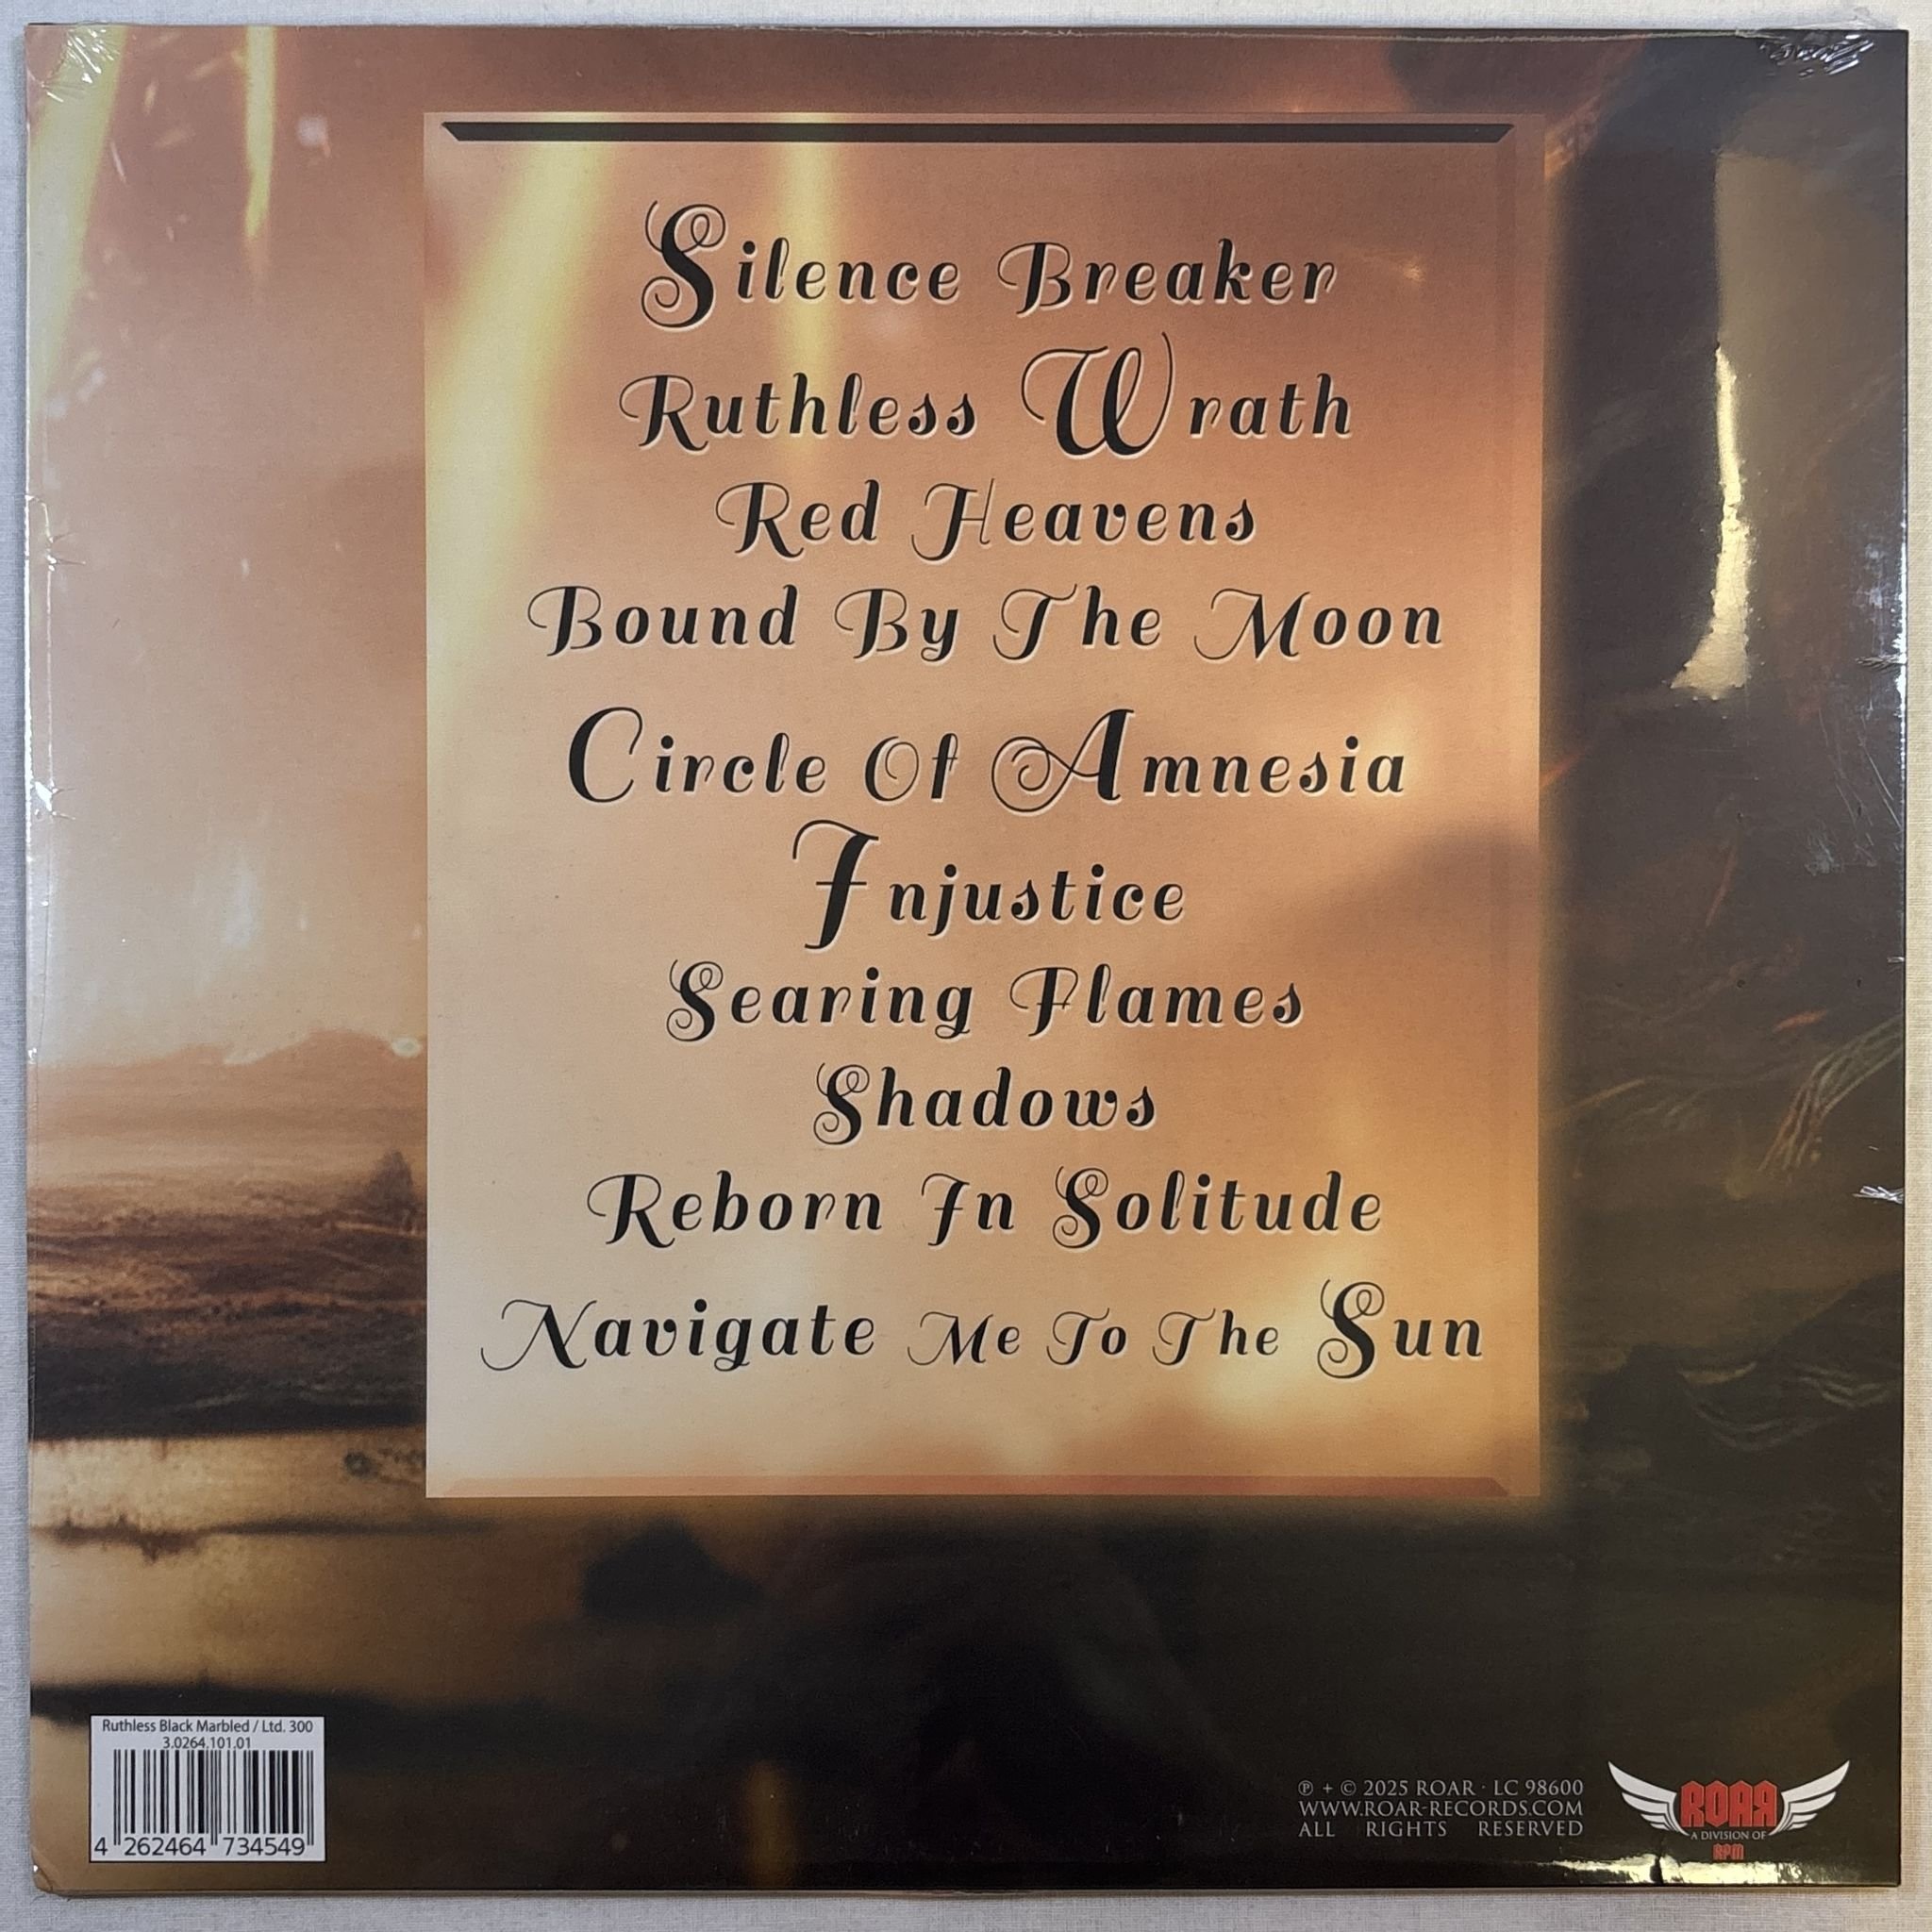 Silence Breaker
Ruthless Wrath
Red Heavens
Bound By The Moon
Circle Of Amnesia
Injustice
Searing Flames
Shadows
Reborn In Solitude
Navigate Me To The Sun
Ruthless Black Marbled / Ltd. 300
3.0264.101.01
4 262464 734549
℗ + © 2025 ROAR · LC 98600
WWW.ROAR-RECORDS.COM
ALL RIGHTS RESERVED
ROAR
A DIVISION OF
RPM